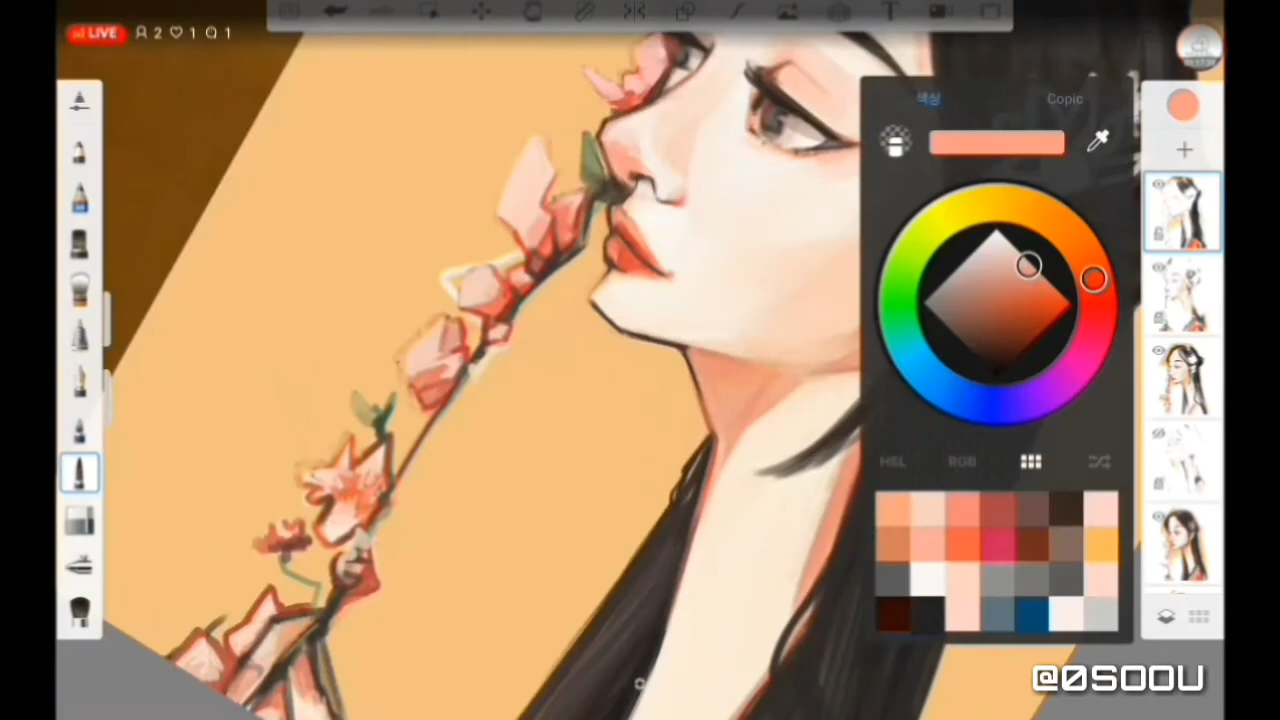 LIVE 2 1 1
색상 Copic
HSL RGB
@0SOOU